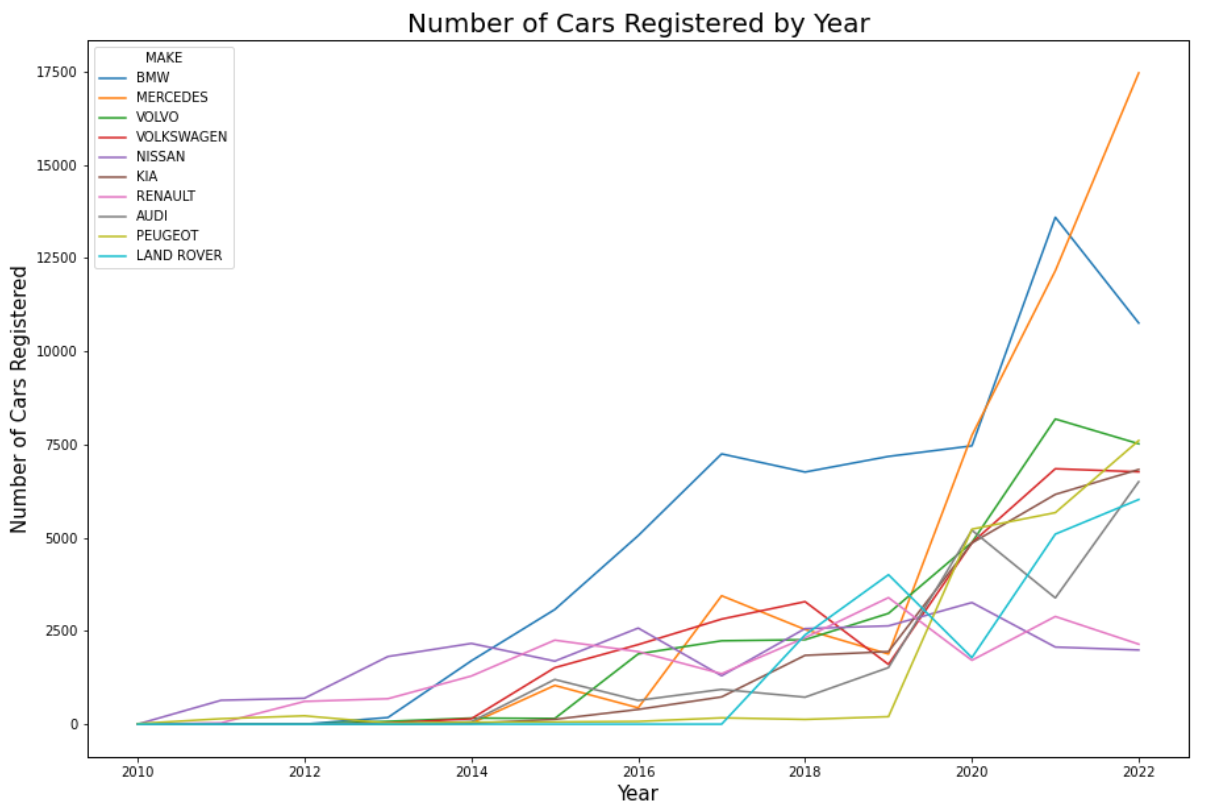 Number of Cars Registered by Year
MAKE
BMW
MERCEDES
VOLVO
VOLKSWAGEN
NISSAN
KIA
RENAULT
AUDI
PEUGEOT
LAND ROVER
Number of Cars Registered
17500
15000
12500
10000
7500
5000
2500
0
2010 2012 2014 2016 2018 2020 2022
Year